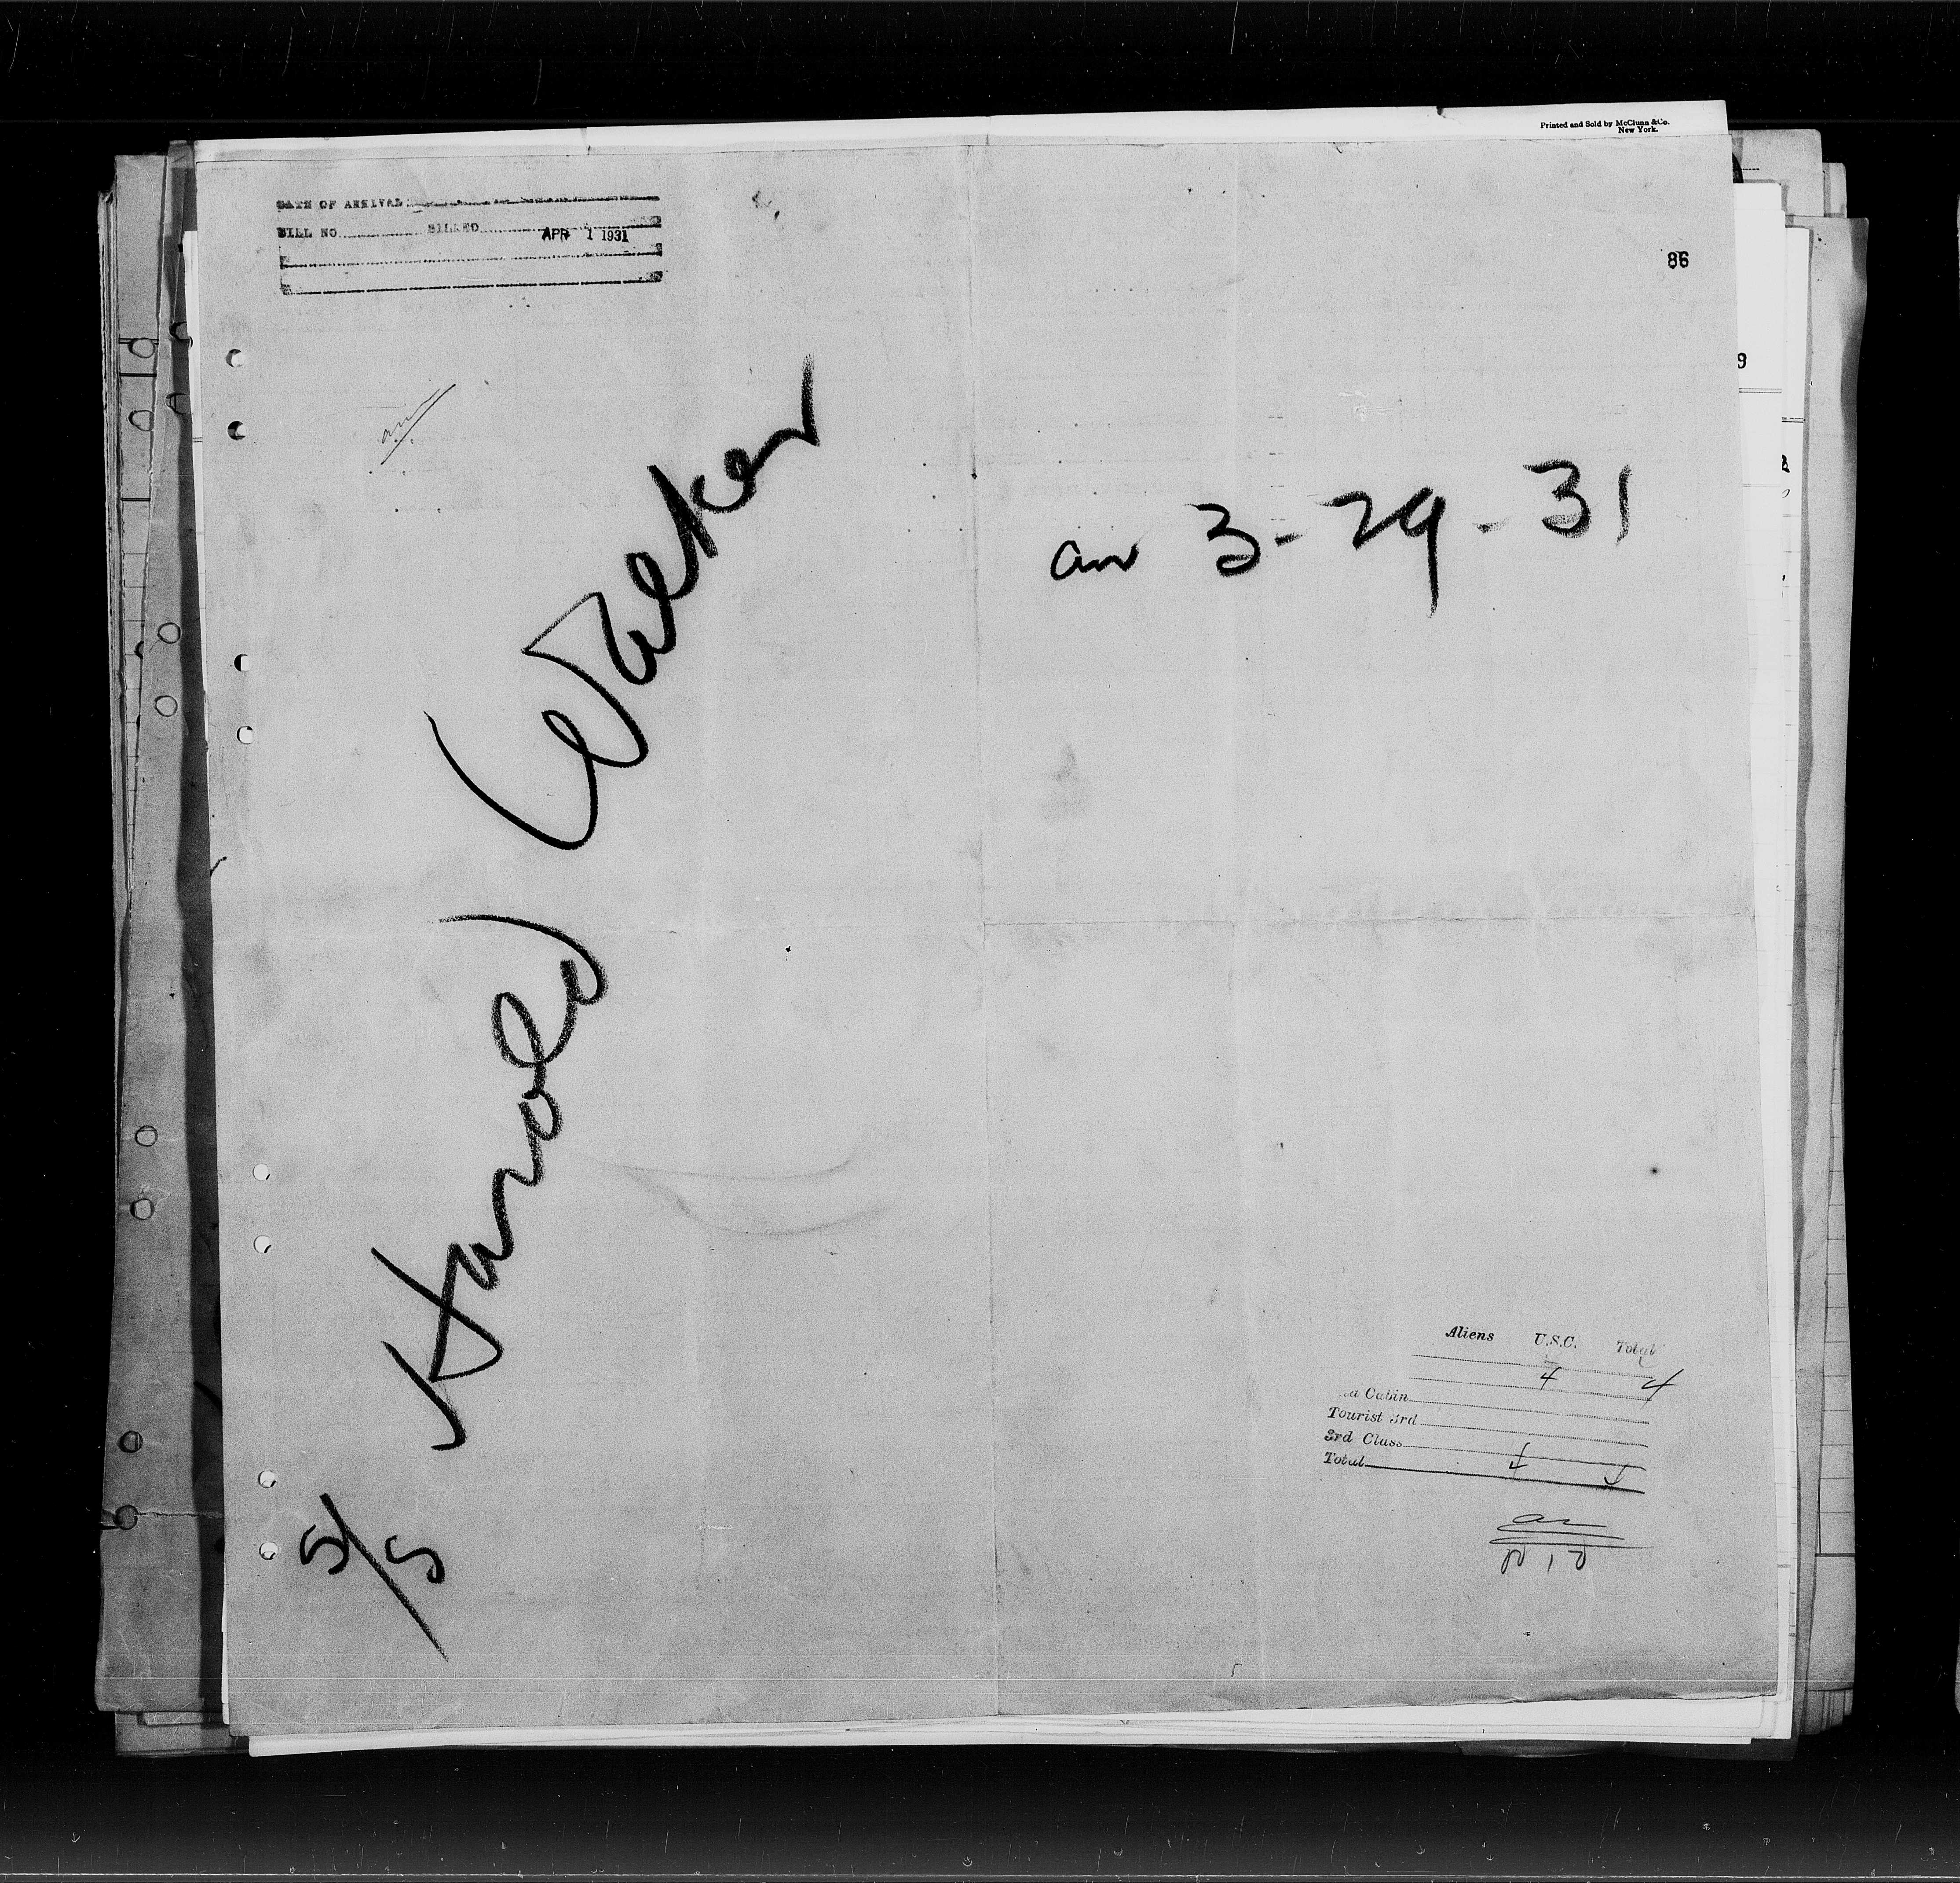 Printed and Sold by McClunn & Co.
New York.
DATE OF ARRIVAL
BILL NO. BILLED APR 1 1931
86
9
arr 3-29-31
S/S Harold Walker
Aliens U.S.C. Total
4 4
Cabin
Tourist 3rd
3rd Class
Total 4 4